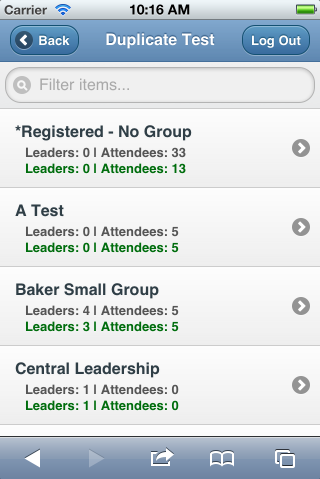 Carrier 10:16 AM
Back Duplicate Test Log Out
Filter items...
*Registered - No Group
Leaders: 0 | Attendees: 33
Leaders: 0 | Attendees: 13
A Test
Leaders: 0 | Attendees: 5
Leaders: 0 | Attendees: 5
Baker Small Group
Leaders: 4 | Attendees: 5
Leaders: 3 | Attendees: 5
Central Leadership
Leaders: 1 | Attendees: 0
Leaders: 1 | Attendees: 0